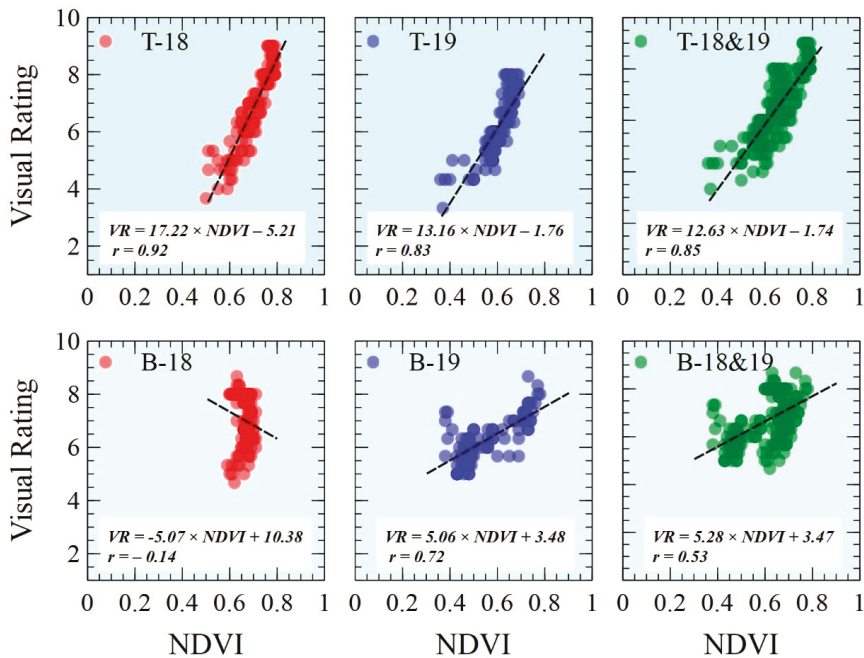 T-18
T-19
T-18&19
Visual Rating
10
8
6
4
2
VR = 17.22 × NDVI – 5.21
r = 0.92
VR = 13.16 × NDVI – 1.76
r = 0.83
VR = 12.63 × NDVI – 1.74
r = 0.85
0 0.2 0.4 0.6 0.8 1
0 0.2 0.4 0.6 0.8 1
0 0.2 0.4 0.6 0.8 1
B-18
B-19
B-18&19
Visual Rating
10
8
6
4
2
VR = -5.07 × NDVI + 10.38
r = – 0.14
VR = 5.06 × NDVI + 3.48
r = 0.72
VR = 5.28 × NDVI + 3.47
r = 0.53
0 0.2 0.4 0.6 0.8 1
0 0.2 0.4 0.6 0.8 1
0 0.2 0.4 0.6 0.8 1
NDVI
NDVI
NDVI